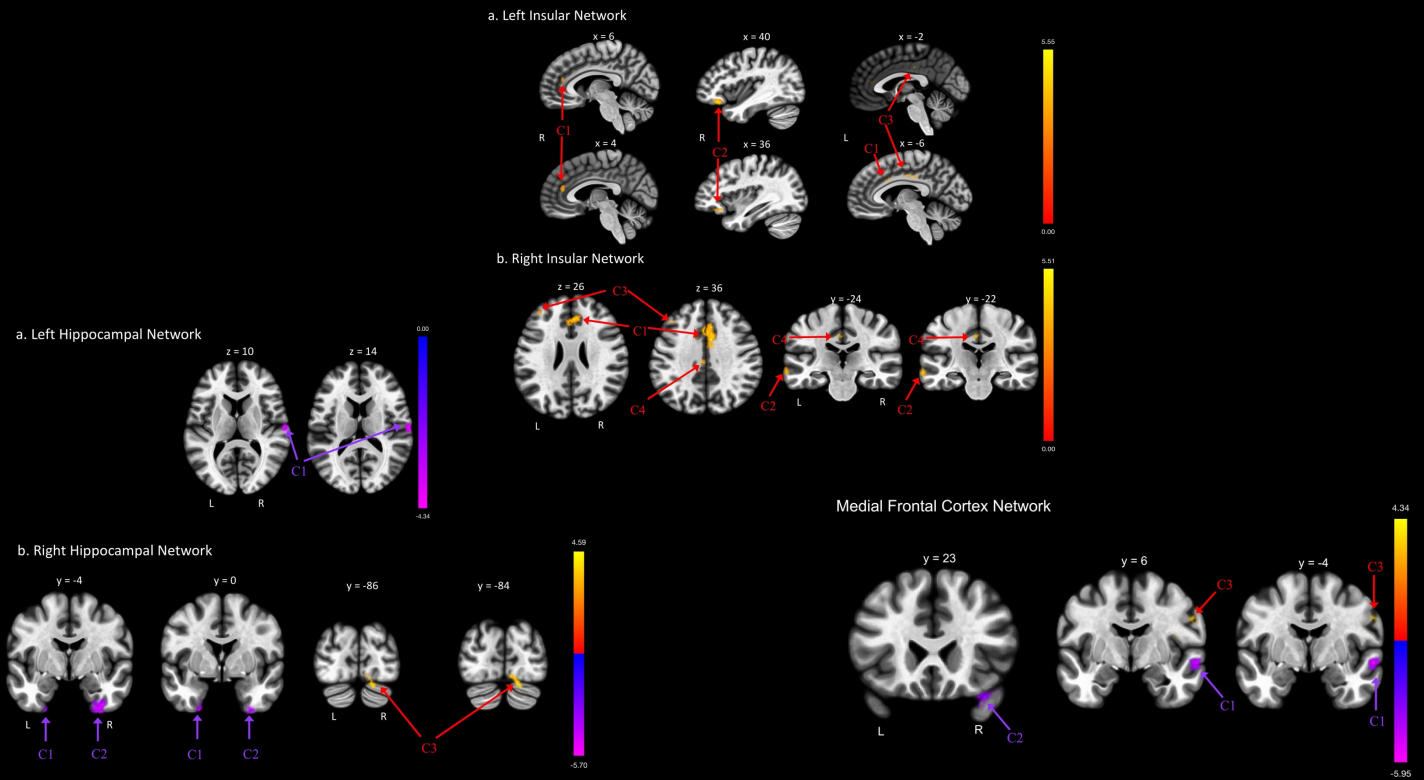 a. Left Insular Network
x = 6
x = 40
x = -2
5.55
C1
C2
C3
R
R
L
C1
x = 4
x = 36
x = -6
0.00
b. Right Insular Network
5.51
z = 26
z = 36
y = -24
y = -22
C3
C1
C4
C4
C4
C2
C2
L
R
L
R
0.00
a. Left Hippocampal Network
0.00
z = 10
z = 14
C1
L
R
-4.34
b. Right Hippocampal Network
4.59
y = -4
y = 0
y = -86
y = -84
L
R
L
R
C1
C2
C1
C2
C3
-5.70
Medial Frontal Cortex Network
4.34
y = 23
y = 6
y = -4
C3
C3
C1
C1
L
R
C2
-5.95